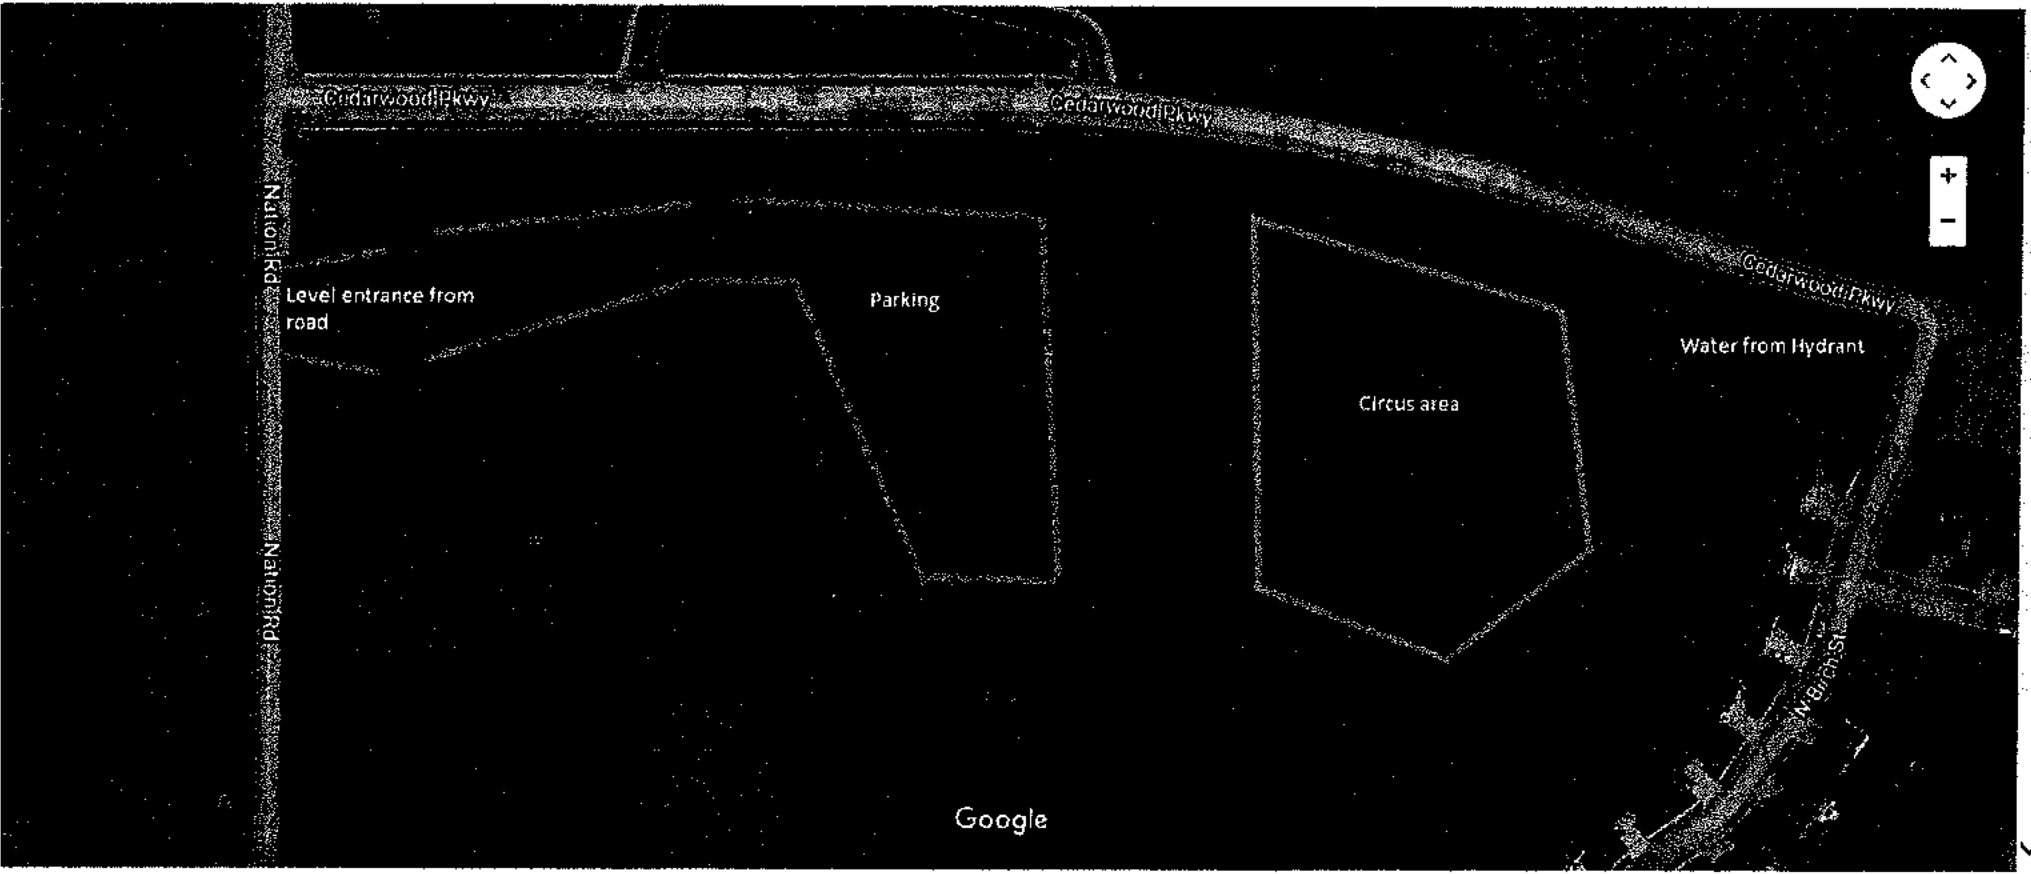 Cedarwood Pkwy
Cedarwood Pkwy
Nation Rd
Cedarwood Pkwy
Level entrance from
road
Parking
Water from Hydrant
Circus area
Nation Rd
N Birch St
Google
+
−